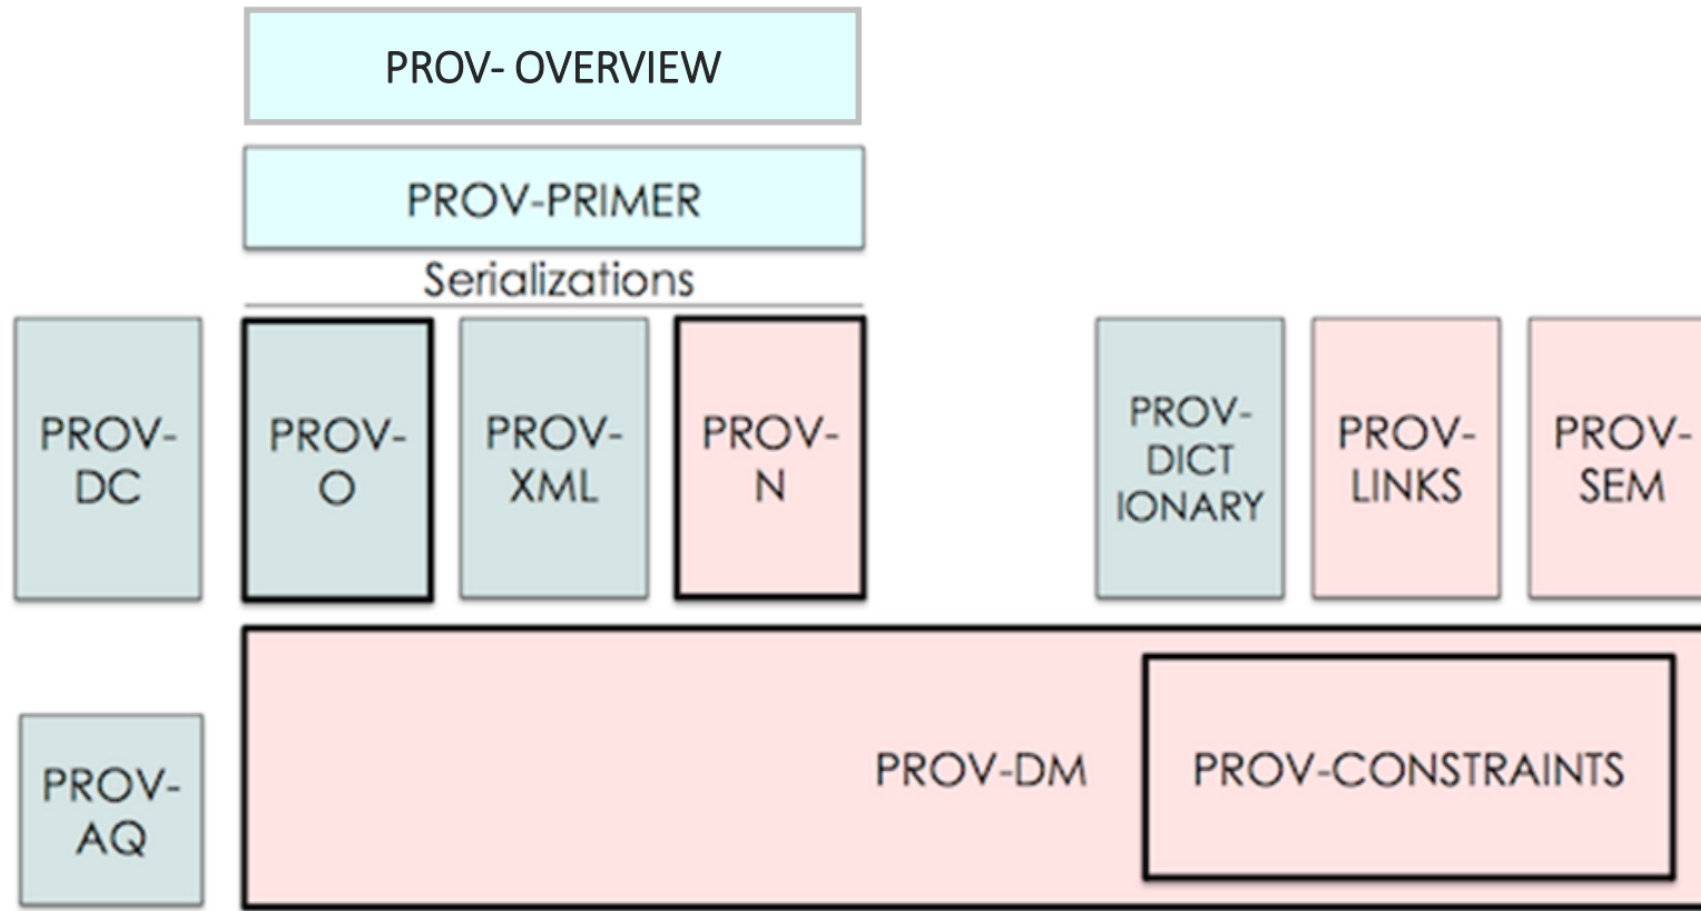 PROV- OVERVIEW
PROV-PRIMER
Serializations
PROV-
DC
PROV-
O
PROV-
XML
PROV-
N
PROV-
DICT
IONARY
PROV-
LINKS
PROV-
SEM
PROV-
AQ
PROV-DM
PROV-CONSTRAINTS